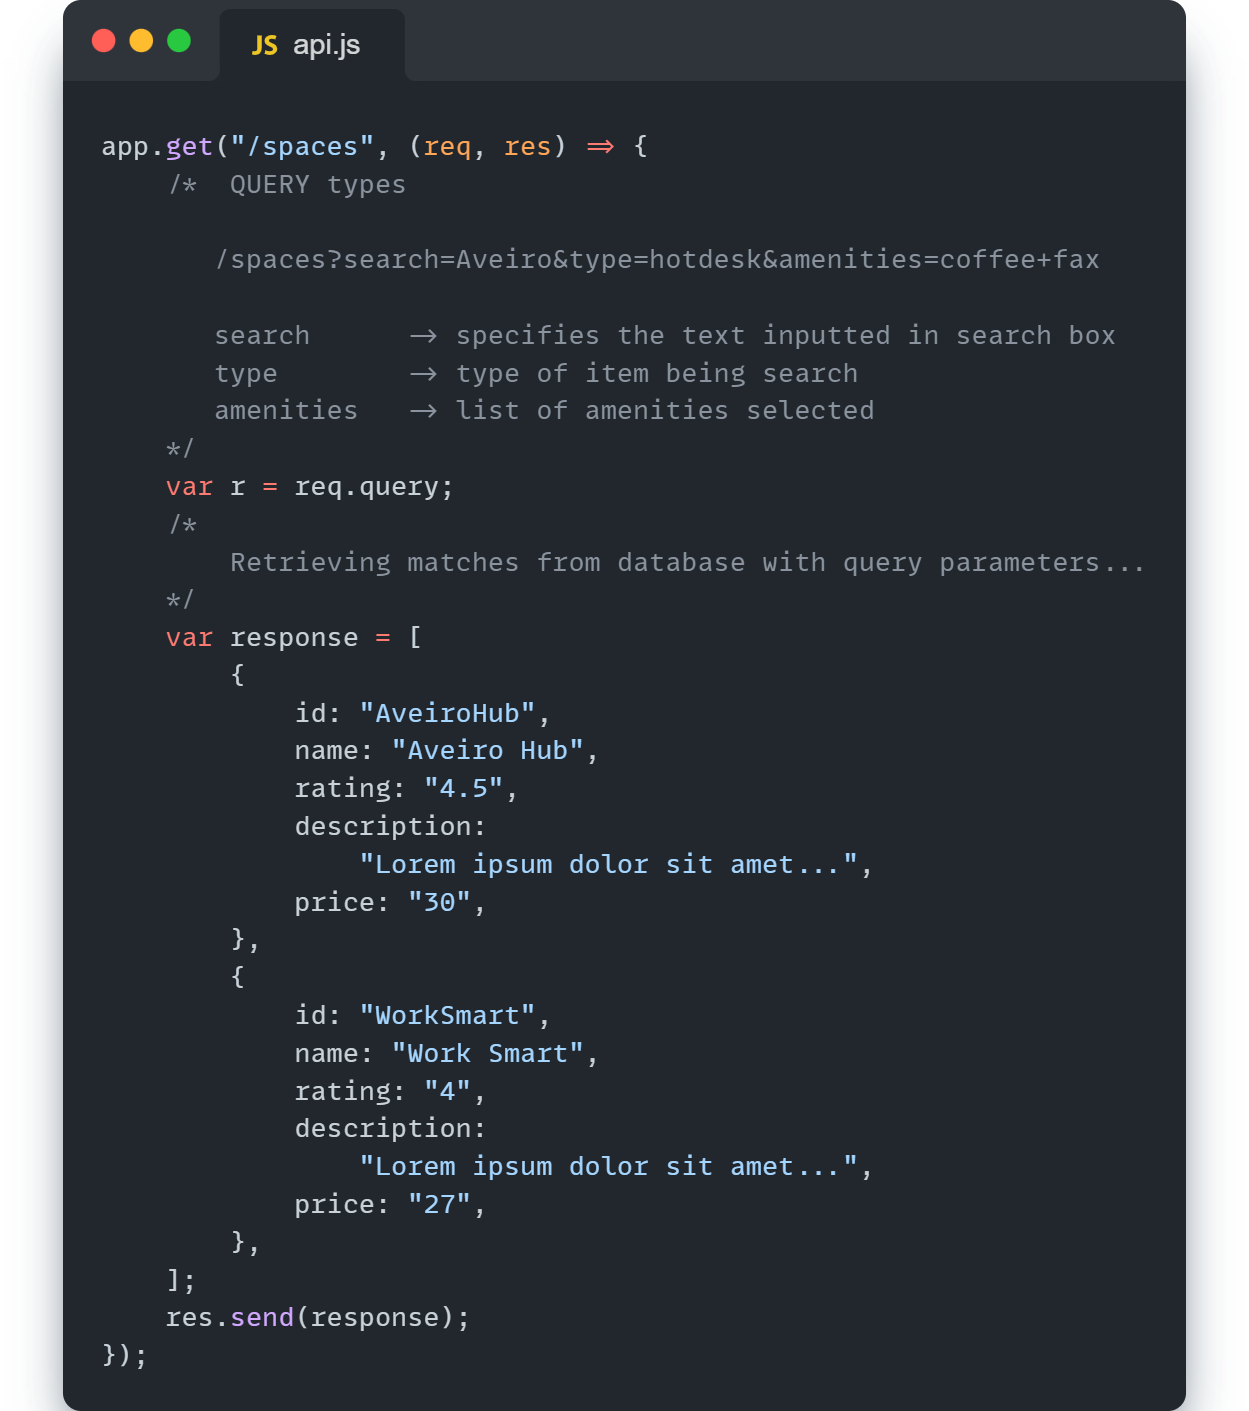 JS api.js
app.get("/spaces", (req, res) => {
    /*  QUERY types

       /spaces?search=Aveiro&type=hotdesk&amenities=coffee+fax

       search      -> specifies the text inputted in search box
       type        -> type of item being search
       amenities   -> list of amenities selected
    */
    var r = req.query;
    /*
        Retrieving matches from database with query parameters...
    */
    var response = [
        {
            id: "AveiroHub",
            name: "Aveiro Hub",
            rating: "4.5",
            description:
                "Lorem ipsum dolor sit amet...",
            price: "30",
        },
        {
            id: "WorkSmart",
            name: "Work Smart",
            rating: "4",
            description:
                "Lorem ipsum dolor sit amet...",
            price: "27",
        },
    ];
    res.send(response);
});